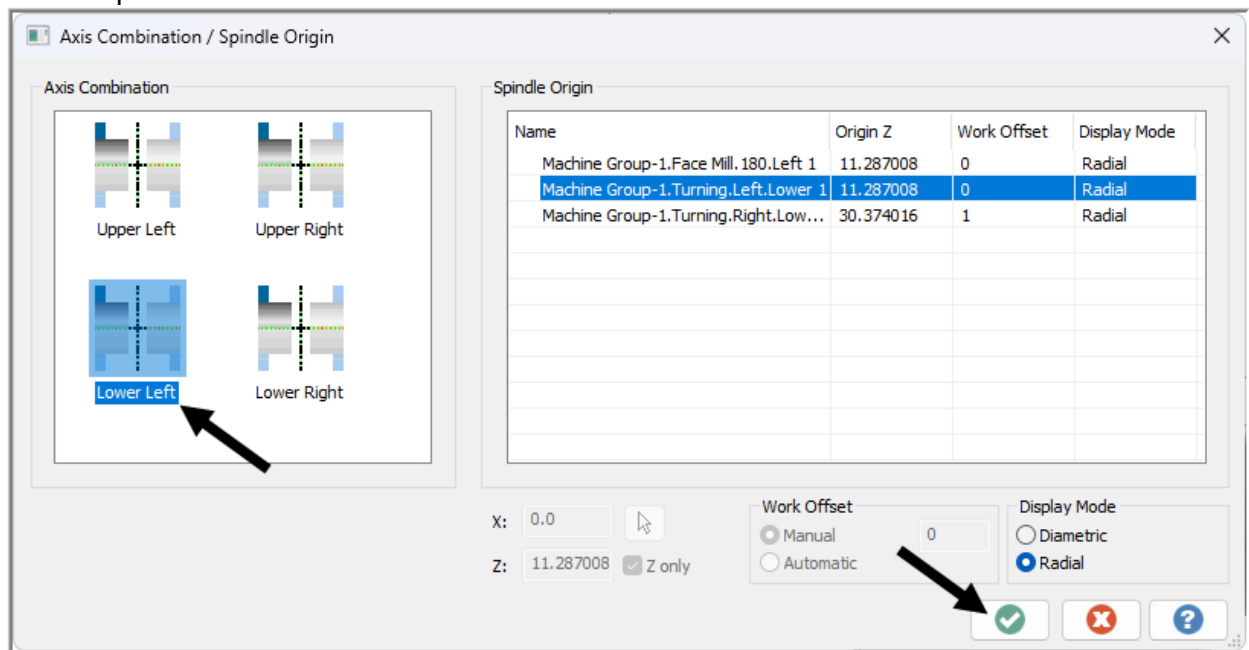 Axis Combination / Spindle Origin
Axis Combination
Upper Left
Upper Right
Lower Left
Lower Right
Spindle Origin
Name Origin Z Work Offset Display Mode
Machine Group-1.Face Mill.180.Left 1 11.287008 0 Radial
Machine Group-1.Turning.Left.Lower 1 11.287008 0 Radial
Machine Group-1.Turning.Right.Low... 30.374016 1 Radial
X: 0.0
Z: 11.287008 Z only
Work Offset
Manual 0
Automatic
Display Mode
Diametric
Radial